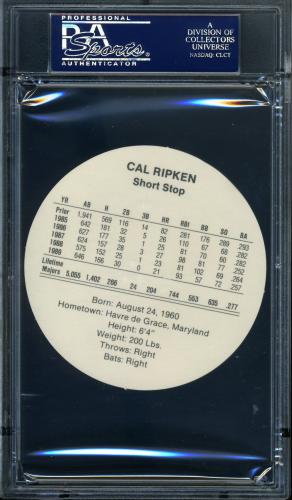 PROFESSIONAL
PSA Sports
AUTHENTICATOR
A
DIVISION OF
COLLECTORS
UNIVERSE
NASDAQ: CLCT
CAL RIPKEN
Short Stop
YR AB H 2B 3B HR RBI BB SO BA
Prior 1,941 569 116 14 82 281 176 289 .293
1985 642 181 32 5 26 110 67 68 .282
1986 627 177 35 1 25 81 70 60 .282
1987 624 157 28 3 27 98 81 77 .252
1988 575 152 25 1 23 81 102 69 .264
1989 646 166 30 0 21 93 57 72 .257
Lifetime
Majors 5,055 1,402 266 24 204 744 553 635 .277
Born: August 24, 1960
Hometown: Havre de Grace, Maryland
Height: 6'4"
Weight: 200 Lbs.
Throws: Right
Bats: Right